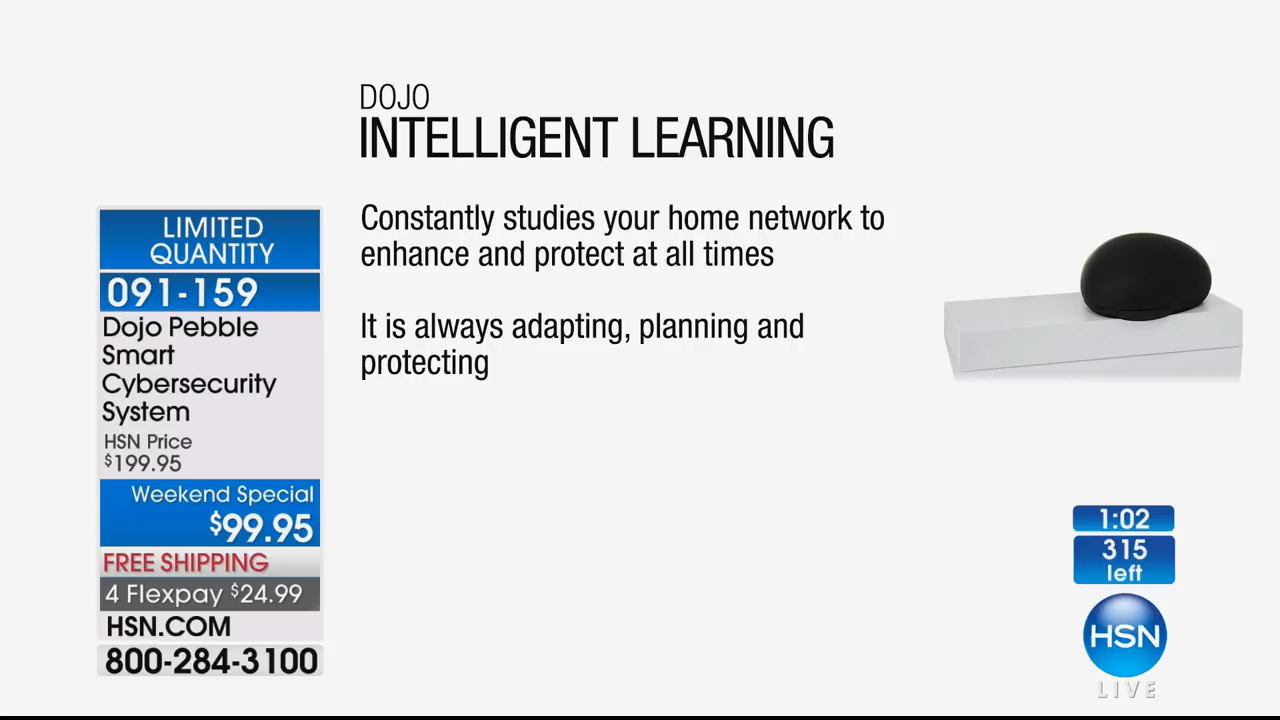 DOJO
INTELLIGENT LEARNING
Constantly studies your home network to
enhance and protect at all times
It is always adapting, planning and
protecting
LIMITED
QUANTITY
091-159
Dojo Pebble
Smart
Cybersecurity
System
HSN Price
$199.95
Weekend Special
$99.95
FREE SHIPPING
4 Flexpay $24.99
HSN.COM
800-284-3100
1:02
315
left
HSN
LIVE